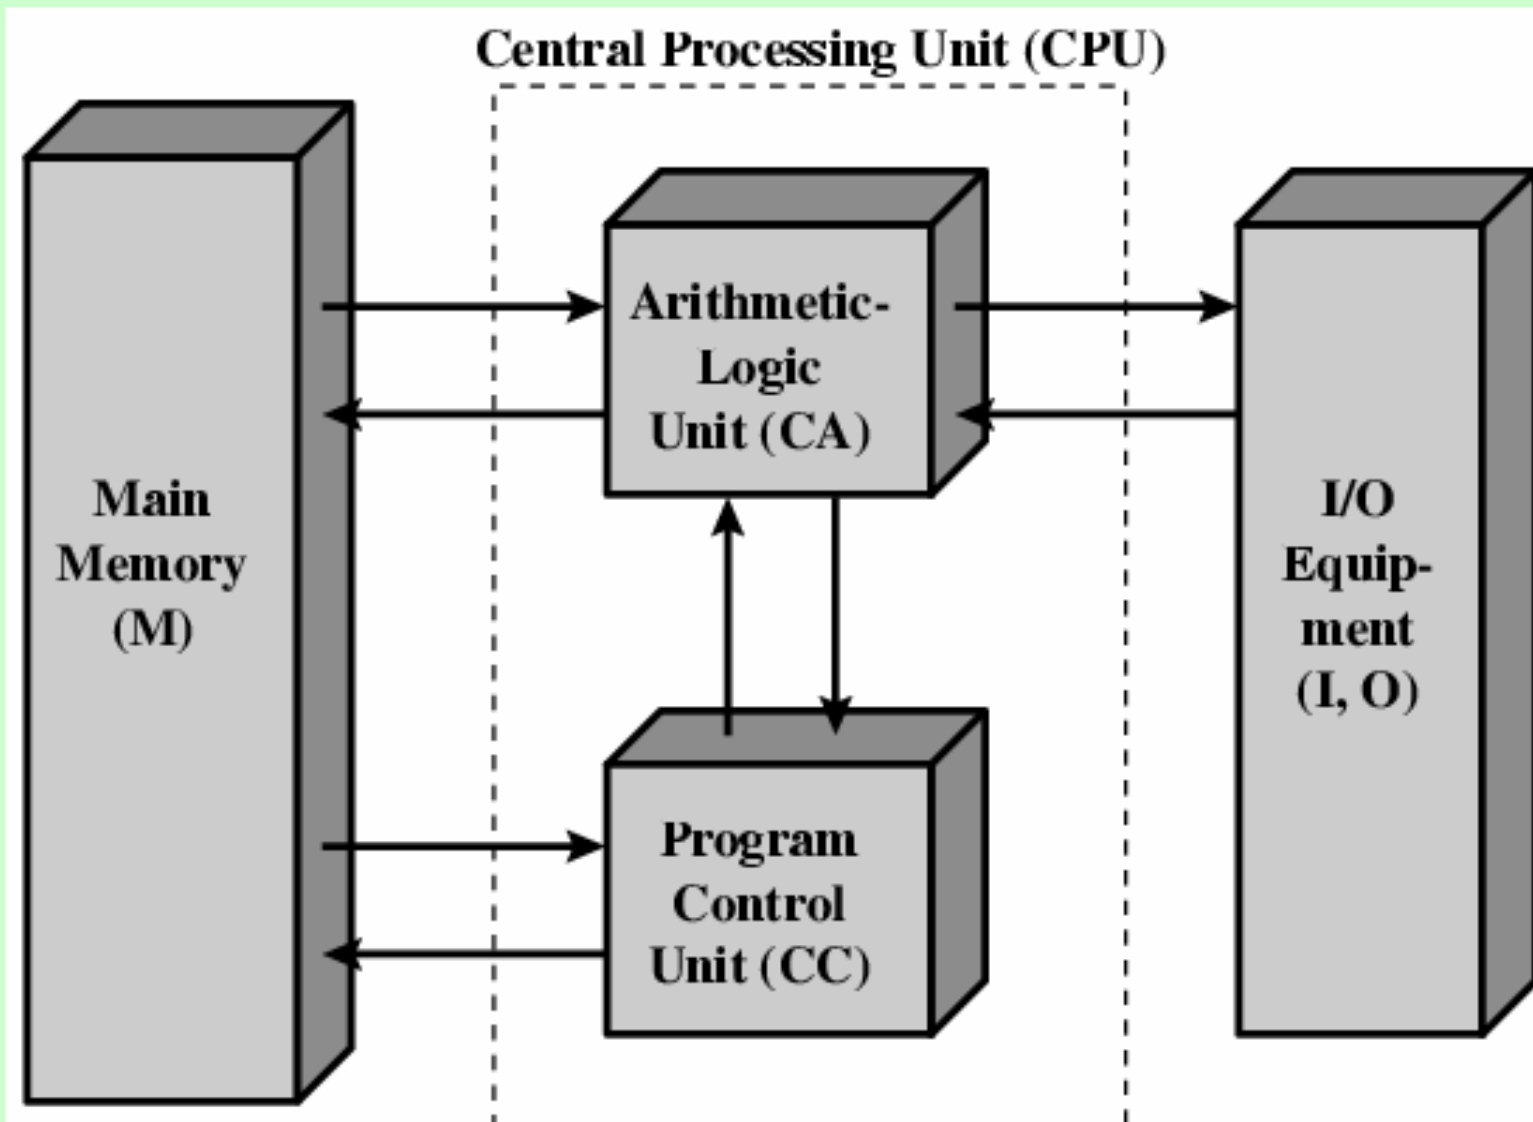 Central Processing Unit (CPU)
Main
Memory
(M)
Arithmetic-
Logic
Unit (CA)
Program
Control
Unit (CC)
I/O
Equip-
ment
(I, O)